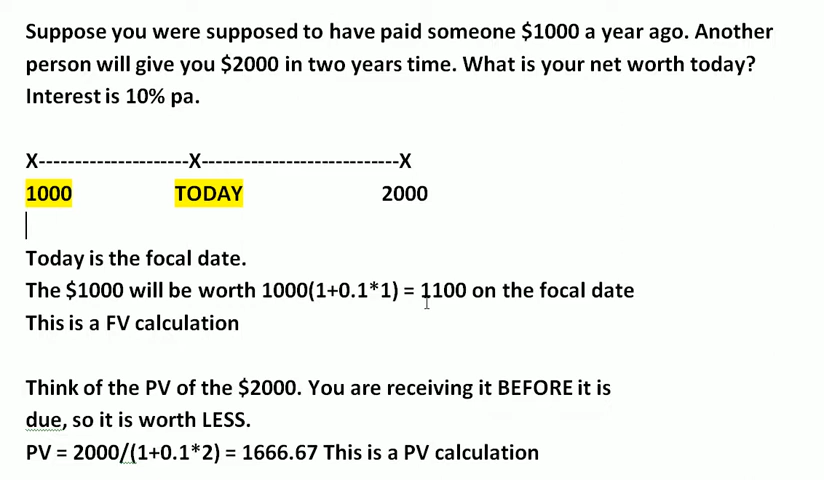 Suppose you were supposed to have paid someone $1000 a year ago. Another
person will give you $2000 in two years time. What is your net worth today?
Interest is 10% pa.
X---------------------X----------------------------X
1000 TODAY 2000
Today is the focal date.
The $1000 will be worth 1000(1+0.1*1) = 1100 on the focal date
This is a FV calculation
Think of the PV of the $2000. You are receiving it BEFORE it is
due, so it is worth LESS.
PV = 2000/(1+0.1*2) = 1666.67 This is a PV calculation